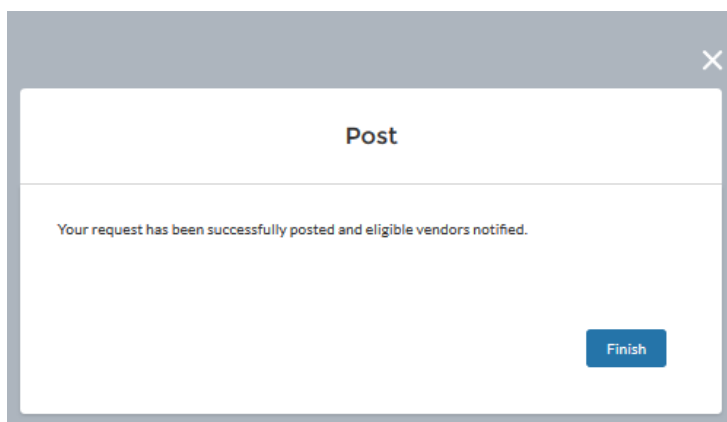 Post
Your request has been successfully posted and eligible vendors notified.
Finish